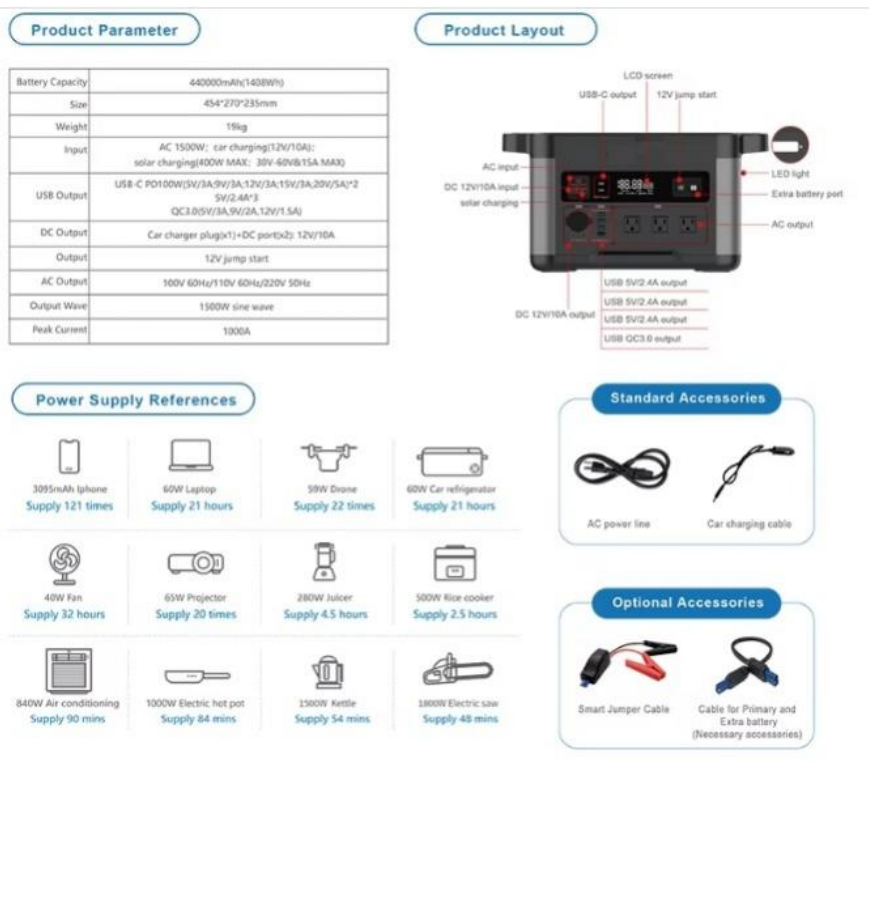 Product Parameter
Battery Capacity 440000mAh(1408Wh)
Size 454*270*235mm
Weight 19kg
Input AC 1500W; car charging(12V/10A);
solar charging(400W MAX: 30V-60V&15A MAX)
USB Output USB-C PD100W(5V/3A;9V/3A;12V/3A;15V/3A;20V/5A)*2
5V/2.4A*3
QC3.0(5V/3A,9V/2A,12V/1.5A)
DC Output Car charger plug(x1)+DC port(x2): 12V/10A
Output 12V jump start
AC Output 100V 60Hz/110V 60Hz/220V 50Hz
Output Wave 1500W sine wave
Peak Current 1000A
Product Layout
LCD screen
USB-C output
12V jump start
AC input
DC 12V/10A input
solar charging
LED light
Extra battery port
AC output
DC 12V/10A output
USB 5V/2.4A output
USB 5V/2.4A output
USB 5V/2.4A output
USB QC3.0 output
Power Supply References
3095mAh Iphone
Supply 121 times
60W Laptop
Supply 21 hours
59W Drone
Supply 22 times
60W Car refrigerator
Supply 21 hours
40W Fan
Supply 32 hours
65W Projector
Supply 20 times
280W Juicer
Supply 4.5 hours
500W Rice cooker
Supply 2.5 hours
840W Air conditioning
Supply 90 mins
1000W Electric hot pot
Supply 84 mins
1500W Kettle
Supply 54 mins
1800W Electric saw
Supply 48 mins
Standard Accessories
AC power line
Car charging cable
Optional Accessories
Smart Jumper Cable
Cable for Primary and
Extra battery
(Necessary accessories)